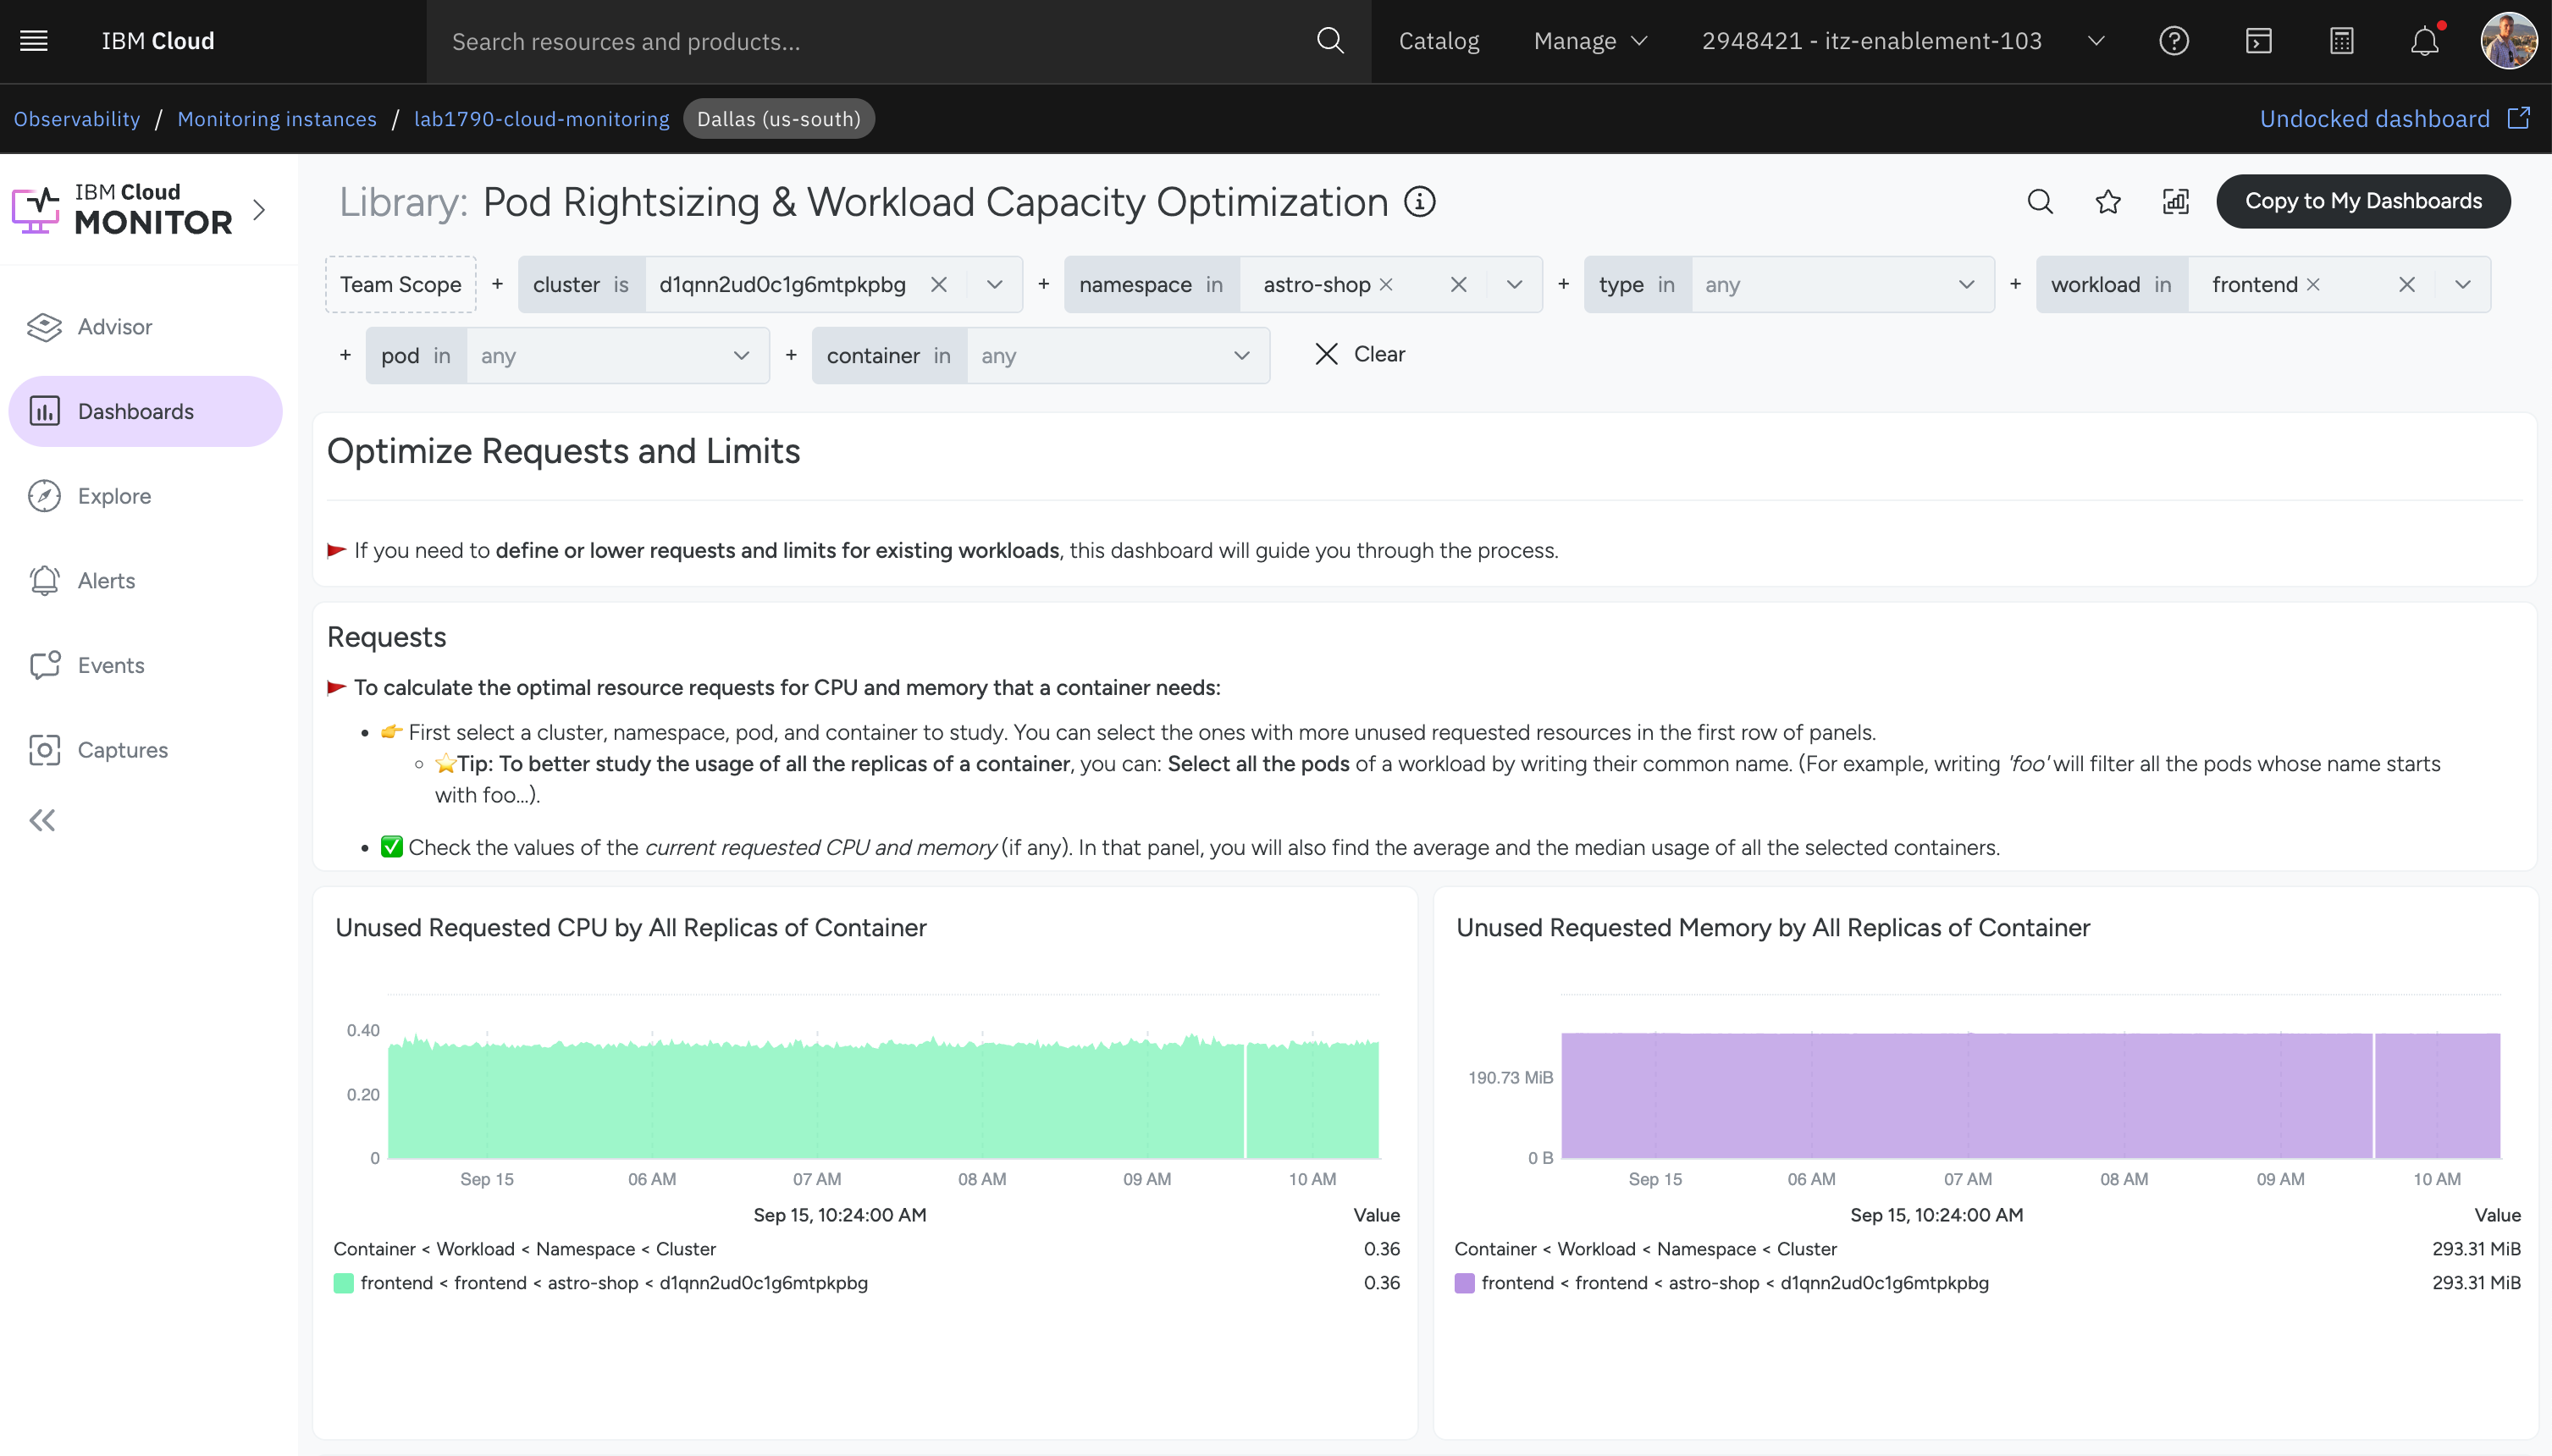 IBM Cloud
Search resources and products...
Catalog
Manage
2948421 - itz-enablement-103
Observability / Monitoring instances / lab1790-cloud-monitoring Dallas (us-south)
Undocked dashboard
IBM Cloud
MONITOR
Library: Pod Rightsizing & Workload Capacity Optimization
Copy to My Dashboards
Team Scope + cluster is d1qnn2ud0c1g6mtpkpbg + namespace in astro-shop + type in any + workload in frontend
+ pod in any + container in any Clear
Advisor
Dashboards
Explore
Alerts
Events
Captures
Optimize Requests and Limits
If you need to define or lower requests and limits for existing workloads, this dashboard will guide you through the process.
Requests
To calculate the optimal resource requests for CPU and memory that a container needs:
• 👉 First select a cluster, namespace, pod, and container to study. You can select the ones with more unused requested resources in the first row of panels.
◦ ⭐Tip: To better study the usage of all the replicas of a container, you can: Select all the pods of a workload by writing their common name. (For example, writing 'foo' will filter all the pods whose name starts
with foo...).
• ✅ Check the values of the current requested CPU and memory (if any). In that panel, you will also find the average and the median usage of all the selected containers.
Unused Requested CPU by All Replicas of Container
0.40
0.20
0
Sep 15 06 AM 07 AM 08 AM 09 AM 10 AM
Sep 15, 10:24:00 AM Value
Container < Workload < Namespace < Cluster 0.36
frontend < frontend < astro-shop < d1qnn2ud0c1g6mtpkpbg 0.36
Unused Requested Memory by All Replicas of Container
190.73 MiB
0 B
Sep 15 06 AM 07 AM 08 AM 09 AM 10 AM
Sep 15, 10:24:00 AM Value
Container < Workload < Namespace < Cluster 293.31 MiB
frontend < frontend < astro-shop < d1qnn2ud0c1g6mtpkpbg 293.31 MiB